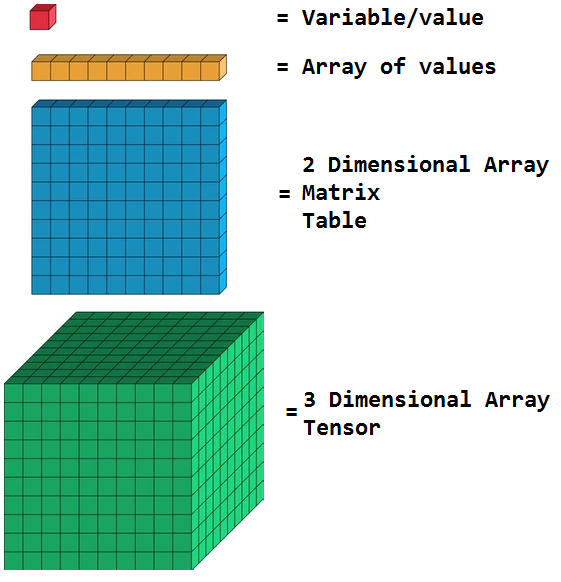 = Variable/value
= Array of values
2 Dimensional Array
= Matrix
Table
= 3 Dimensional Array
Tensor